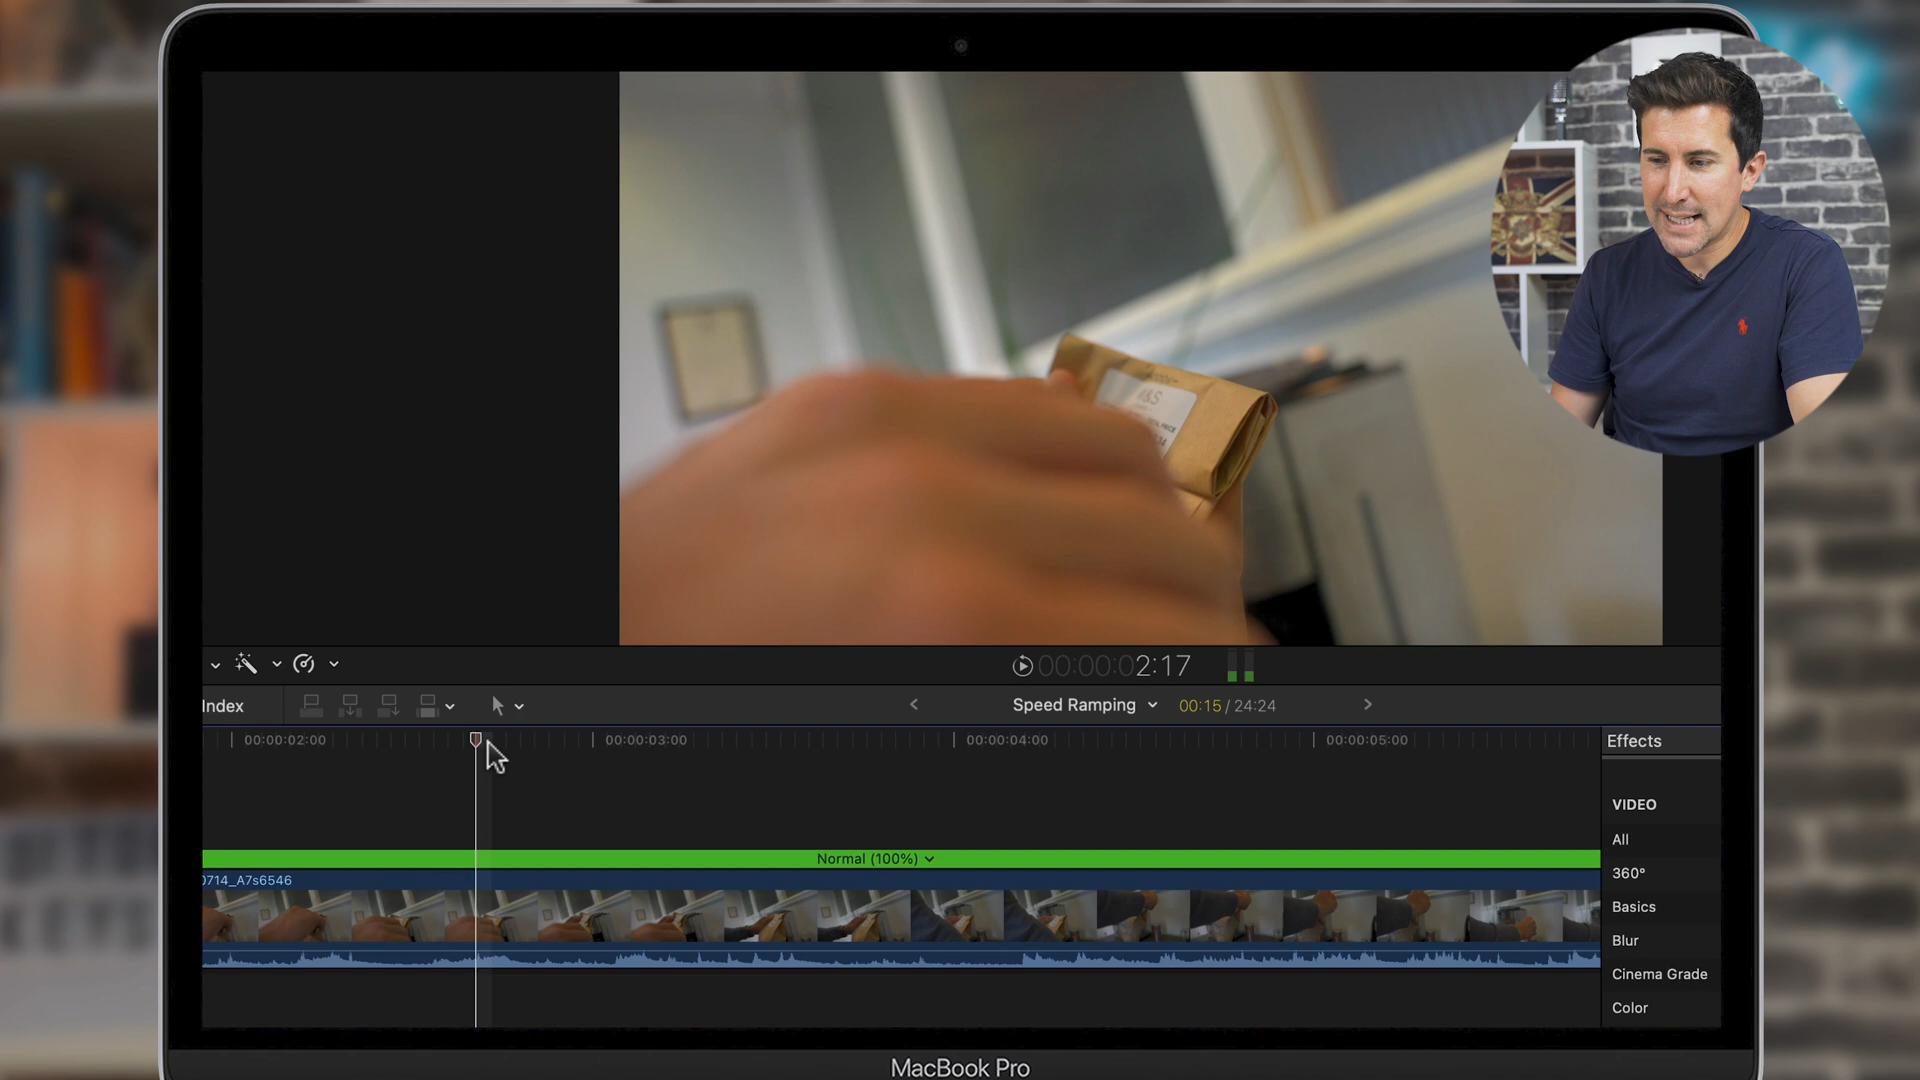 M&S
00:00:02:17
Index
Speed Ramping
00:15 / 24:24
00:00:02:00
00:00:03:00
00:00:04:00
00:00:05:00
Effects
VIDEO
All
360°
Basics
Blur
Cinema Grade
Color
Normal (100%)
0714_A7s6546
MacBook Pro